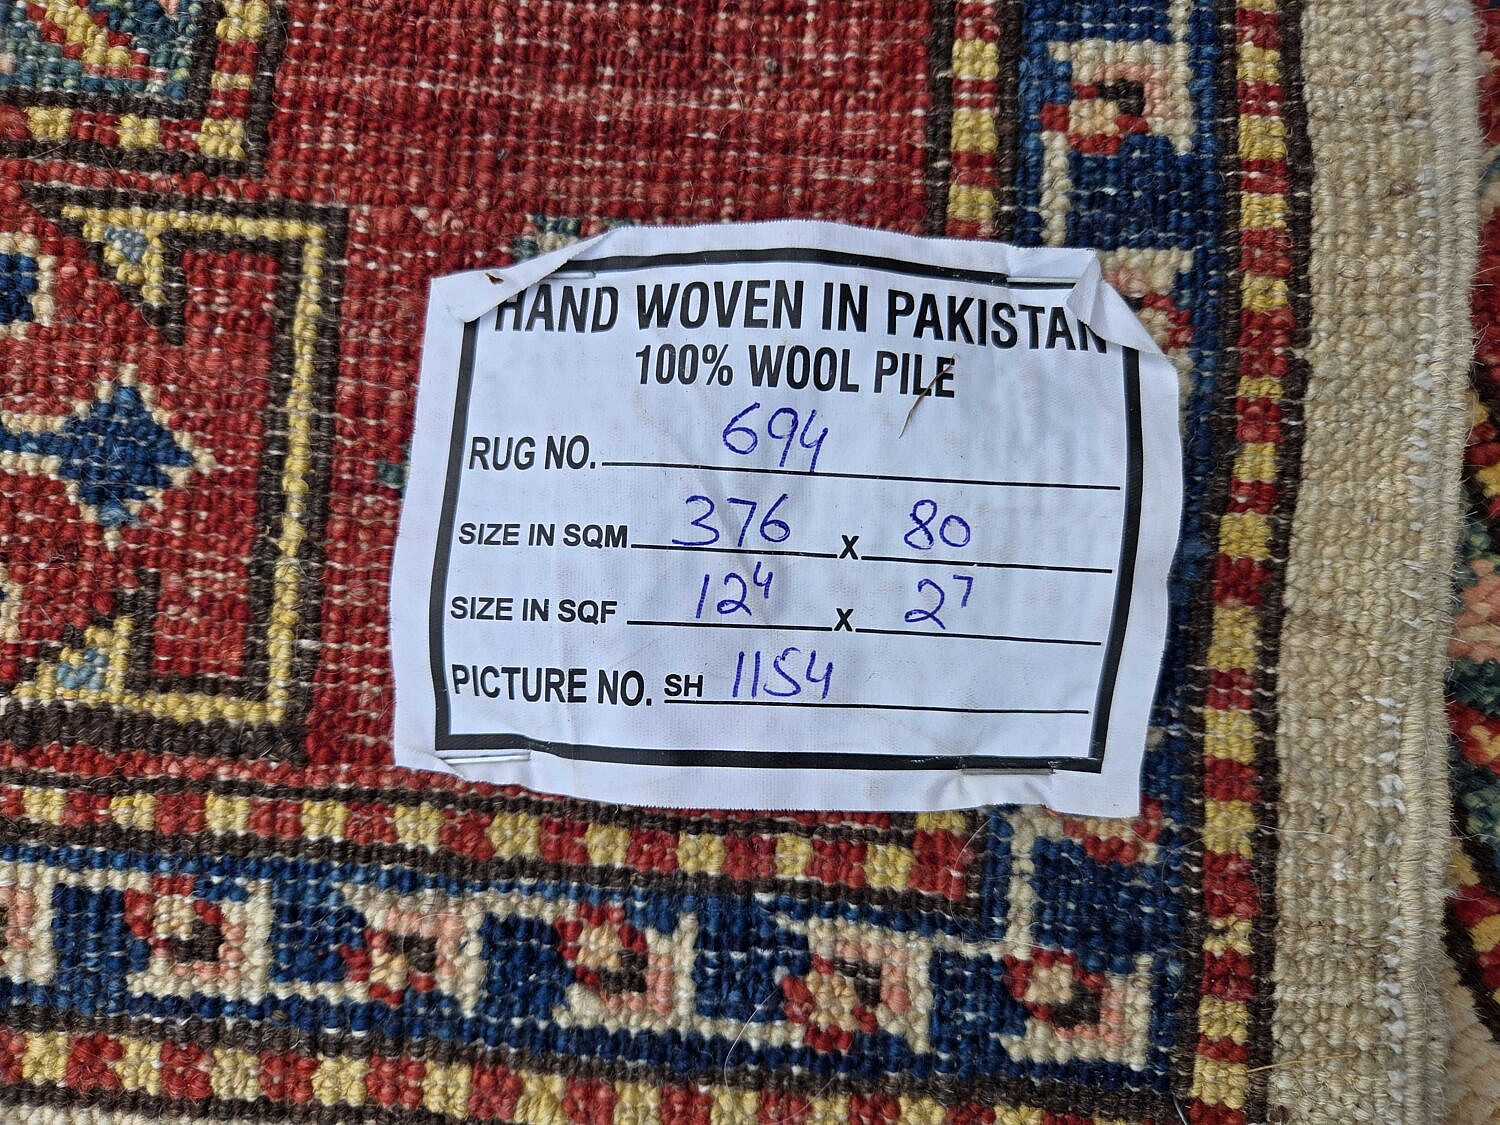 HAND WOVEN IN PAKISTAN
100% WOOL PILE
RUG NO. 694
SIZE IN SQM 376 X 80
SIZE IN SQF 12⁴ X 2⁷
PICTURE NO. SH 1154